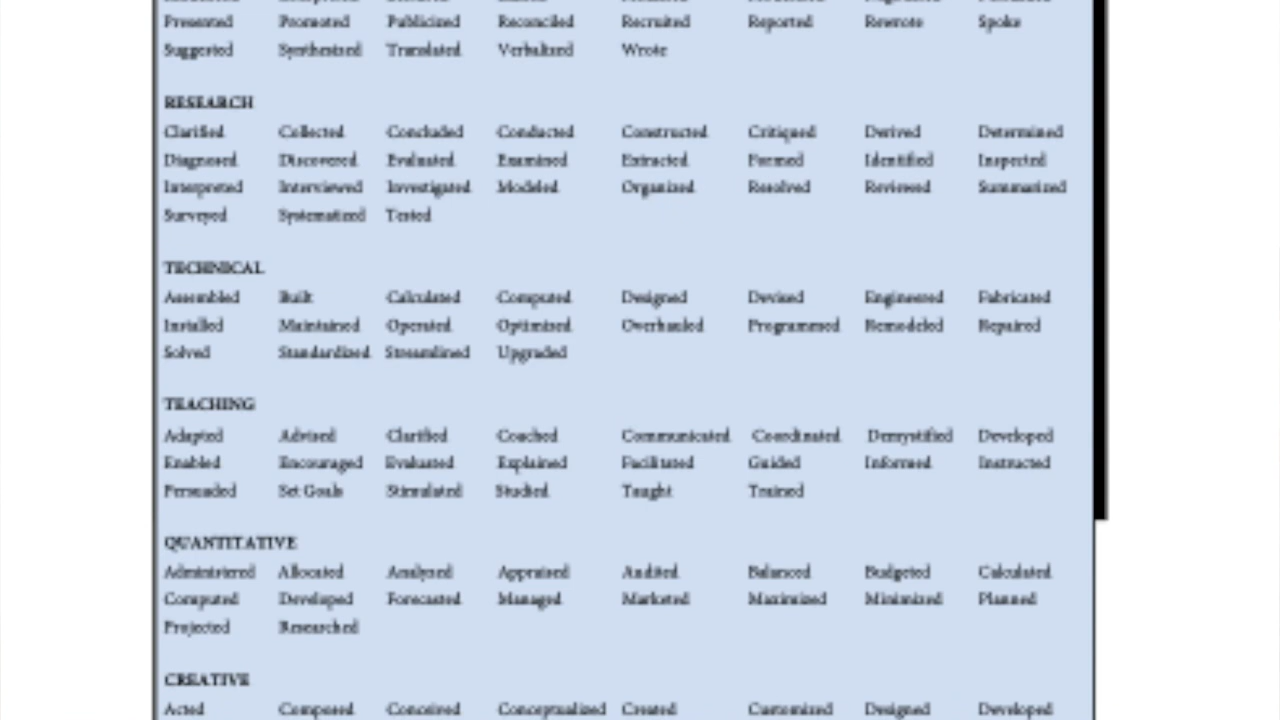 Presented Promoted Publicized Reconciled Recruited Reported Rewrote Spoke
Suggested Synthesized Translated Verbalized Wrote
RESEARCH
Clarified Collected Concluded Conducted Constructed Critiqued Derived Determined
Diagnosed Discovered Evaluated Examined Extracted Formed Identified Inspected
Interpreted Interviewed Investigated Modeled Organized Resolved Reviewed Summarized
Surveyed Systematized Tested
TECHNICAL
Assembled Built Calculated Computed Designed Devised Engineered Fabricated
Installed Maintained Operated Optimized Overhauled Programmed Remodeled Repaired
Solved Standardized Streamlined Upgraded
TEACHING
Adapted Advised Clarified Coached Communicated Coordinated Demystified Developed
Enabled Encouraged Evaluated Explained Facilitated Guided Informed Instructed
Persuaded Set Goals Stimulated Studied Taught Trained
QUANTITATIVE
Administered Allocated Analyzed Appraised Audited Balanced Budgeted Calculated
Computed Developed Forecasted Managed Marketed Maximized Minimized Planned
Projected Researched
CREATIVE
Acted Composed Conceived Conceptualized Created Customized Designed Developed